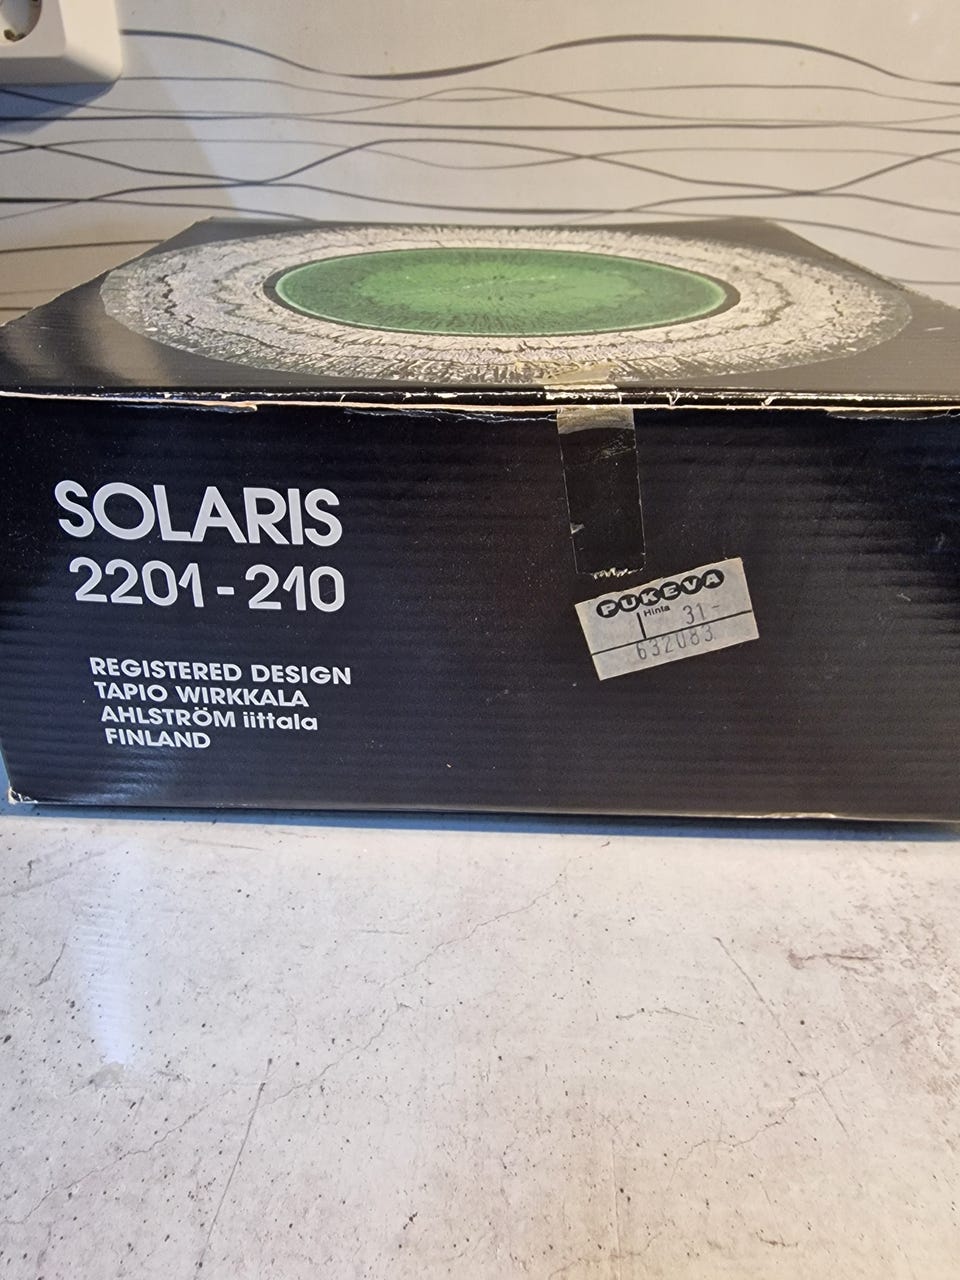 SOLARIS
2201-210
REGISTERED DESIGN
TAPIO WIRKKALA
AHLSTRÖM iittala
FINLAND
PUKEVA
Hinta 31-
632083